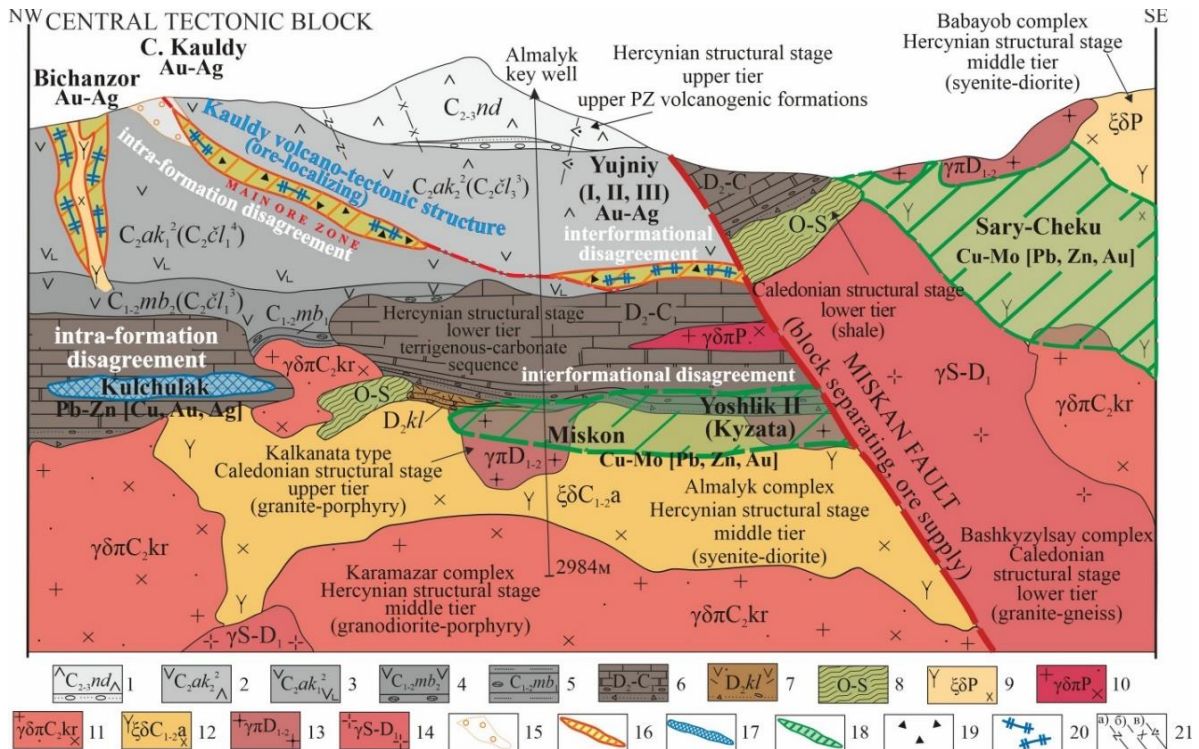 NW
CENTRAL TECTONIC BLOCK
SE
C. Kauldy
Au-Ag
Bichanzor
Au-Ag
Almalyk
key well
Hercynian structural stage
upper tier
upper PZ volcanogenic formations
Babayob complex
Hercynian structural stage
middle tier
(syenite-diorite)
C₂₋₃nd
ξδP
Kauldy volcano-tectonic structure
(ore-localizing)
intra-formation disagreement
MAIN ORE ZONE
C₂ak₂²(C₂čl₁³)
Yujniy
(I, II, III)
Au-Ag
interformational
disagreement
D₂-C₁
γπD₁₋₂
O-S
Sary-Cheku
Cu-Mo [Pb, Zn, Au]
C₂ak₁²(C₂čl₁⁴)
C₁₋₂mb₂(C₂čl₁³)
C₁₋₂mb₁
Hercynian structural stage
lower tier
terrigenous-carbonate
sequence
D₂-C₁
γδπP
Caledonian structural stage
lower tier
(shale)
intra-formation
disagreement
γδπC₂kr
interformational disagreement
MISKAN FAULT
(block separating, ore supply)
γS-D₁
Kulchulak
Pb-Zn [Cu, Au, Ag]
O-S
D₂kl
Yoshlik II
(Kyzata)
Miskon
Cu-Mo [Pb, Zn, Au]
γδπC₂kr
Kalkanata type
Caledonian structural stage
upper tier
(granite-porphyry)
γπD₁₋₂
ξδC₁₋₂a
Almalyk complex
Hercynian structural stage
middle tier
(syenite-diorite)
γδπC₂kr
2984м
Karamazar complex
Hercynian structural stage
middle tier
(granodiorite-porphyry)
Bashkyzylsay complex
Caledonian
structural stage
lower tier
(granite-gneiss)
γδπC₂kr
γS-D₁
C₂₋₃nd 1
C₂ak₂² 2
C₂ak₁² 3
C₁₋₂mb₂ 4
C₁₋₂mb₁ 5
D₂-C₁ 6
D₂kl 7
O-S 8
ξδP 9
γδπP 10
γδπC₂kr 11
ξδC₁₋₂a 12
γπD₁₋₂ 13
γS-D₁ 14
15
16
17
18
19
20
а) б) в) 21